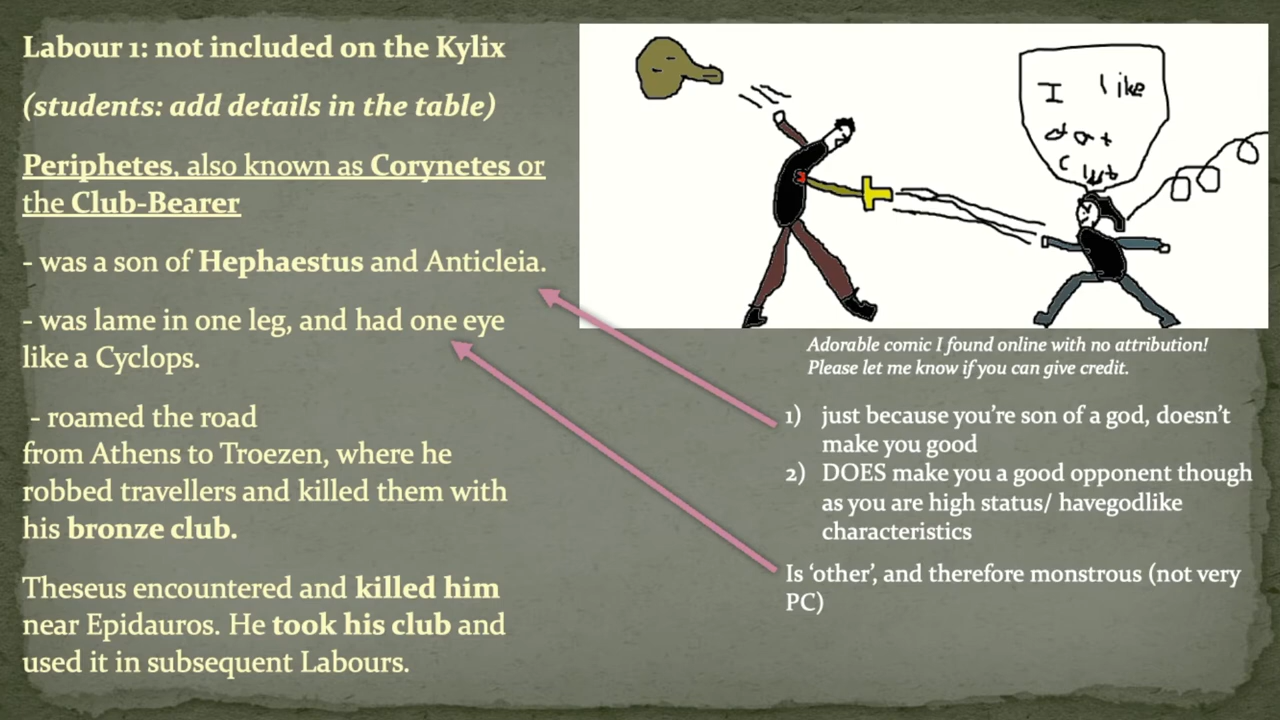 Labour 1: not included on the Kylix
(students: add details in the table)
Periphetes, also known as Corynetes or
the Club-Bearer
- was a son of Hephaestus and Anticleia.
- was lame in one leg, and had one eye
like a Cyclops.
- roamed the road
from Athens to Troezen, where he
robbed travellers and killed them with
his bronze club.
Theseus encountered and killed him
near Epidauros. He took his club and
used it in subsequent Labours.
I like
dat
Club
Adorable comic I found online with no attribution!
Please let me know if you can give credit.
1) just because you're son of a god, doesn't
make you good
2) DOES make you a good opponent though
as you are high status/ havegodlike
characteristics
Is 'other', and therefore monstrous (not very
PC)